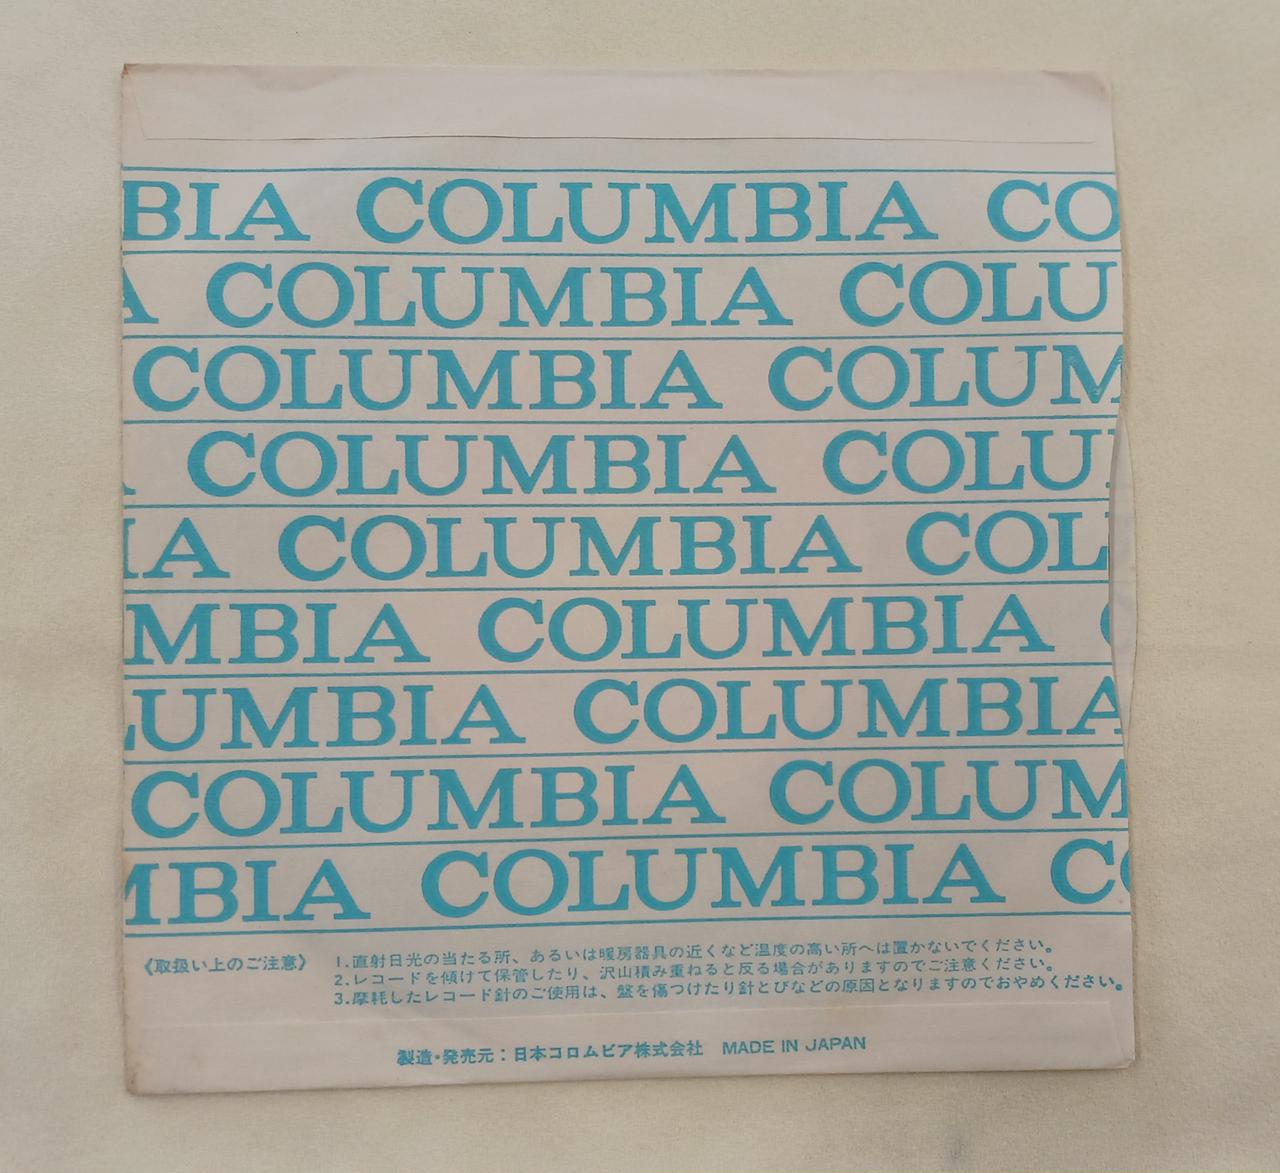 BIA COLUMBIA CO
A COLUMBIA COLU
COLUMBIA COLUM
COLUMBIA COLU
IA COLUMBIA COL
MBIA COLUMBIA C
LUMBIA COLUMBIA
COLUMBIA COLUM
MBIA COLUMBIA CO
《取扱い上のご注意》 1.直射日光の当たる所、あるいは暖房器具の近くなど温度の高い所へは置かないでください。
2.レコードを傾けて保管したり、沢山積み重ねると反る場合がありますのでご注意ください。
3.摩耗したレコード針のご使用は、盤を傷つけたり針とびなどの原因となりますのでおやめください。
製造・発売元：日本コロムビア株式会社 MADE IN JAPAN